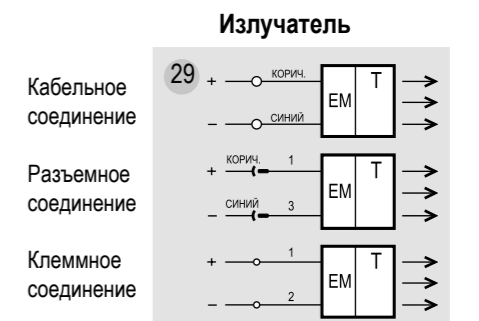 Излучатель
Кабельное
соединение
29
+ КОРИЧ.
– СИНИЙ
EM T
Разъемное
соединение
+ КОРИЧ. 1
– СИНИЙ 3
EM T
Клеммное
соединение
+ 1
– 2
EM T